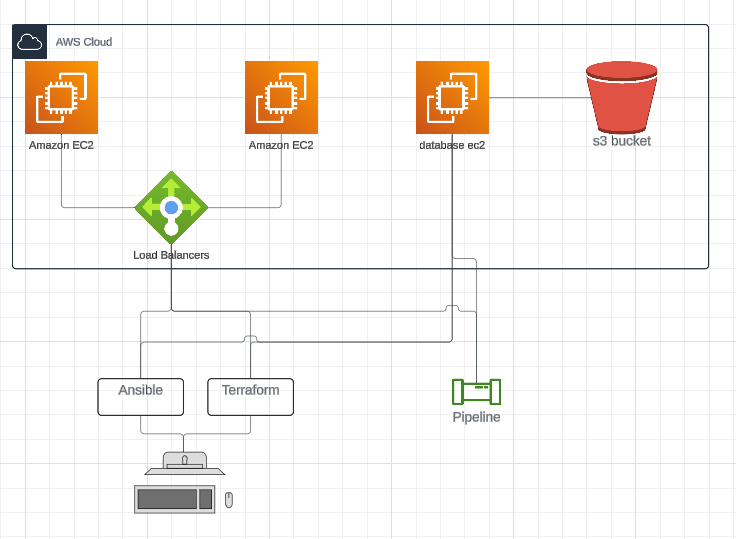 AWS Cloud
Amazon EC2
Amazon EC2
database ec2
s3 bucket
Load Balancers
Ansible
Terraform
Pipeline